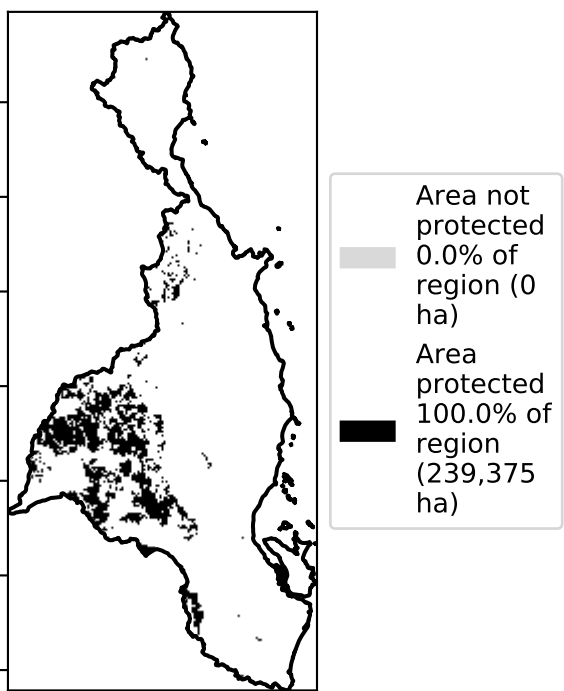 Area not
protected
0.0% of
region (0
ha)
Area
protected
100.0% of
region
(239,375
ha)